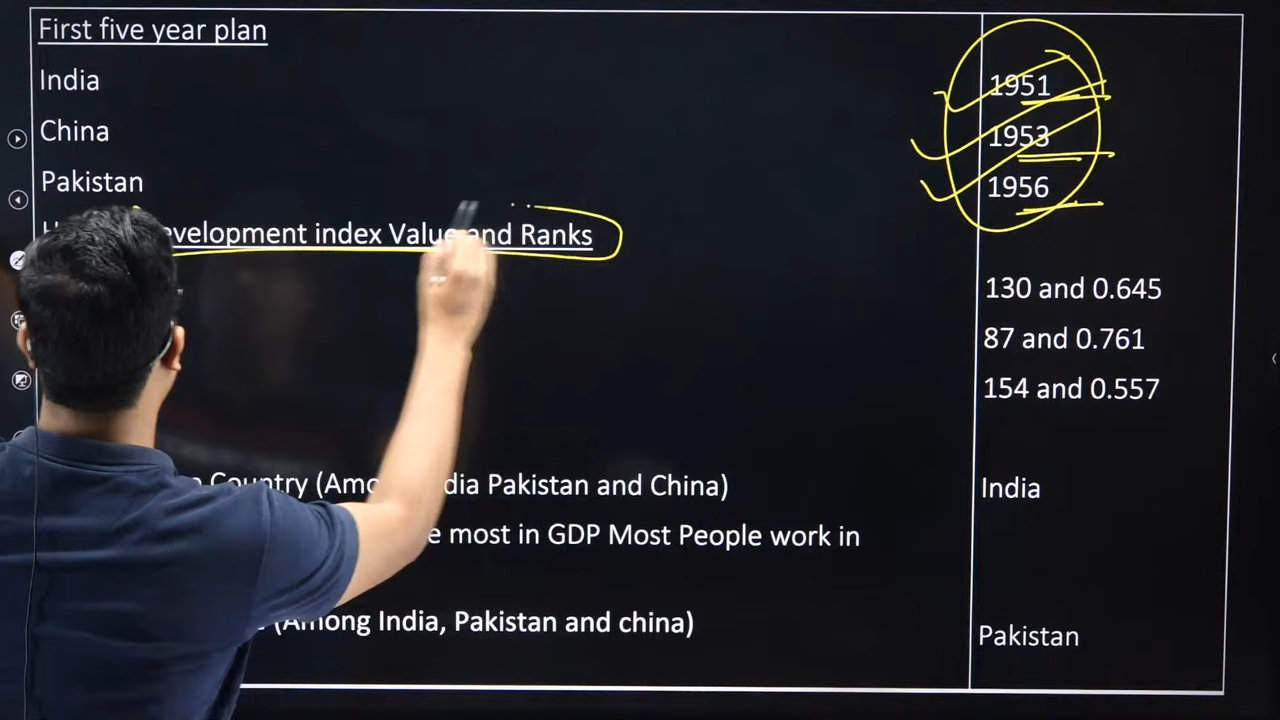 First five year plan
India 1951
China 1953
Pakistan 1956
evelopment index Value and Ranks
130 and 0.645
87 and 0.761
154 and 0.557
Country (Among India Pakistan and China) India
most in GDP Most People work in
(Among India, Pakistan and china)
Pakistan